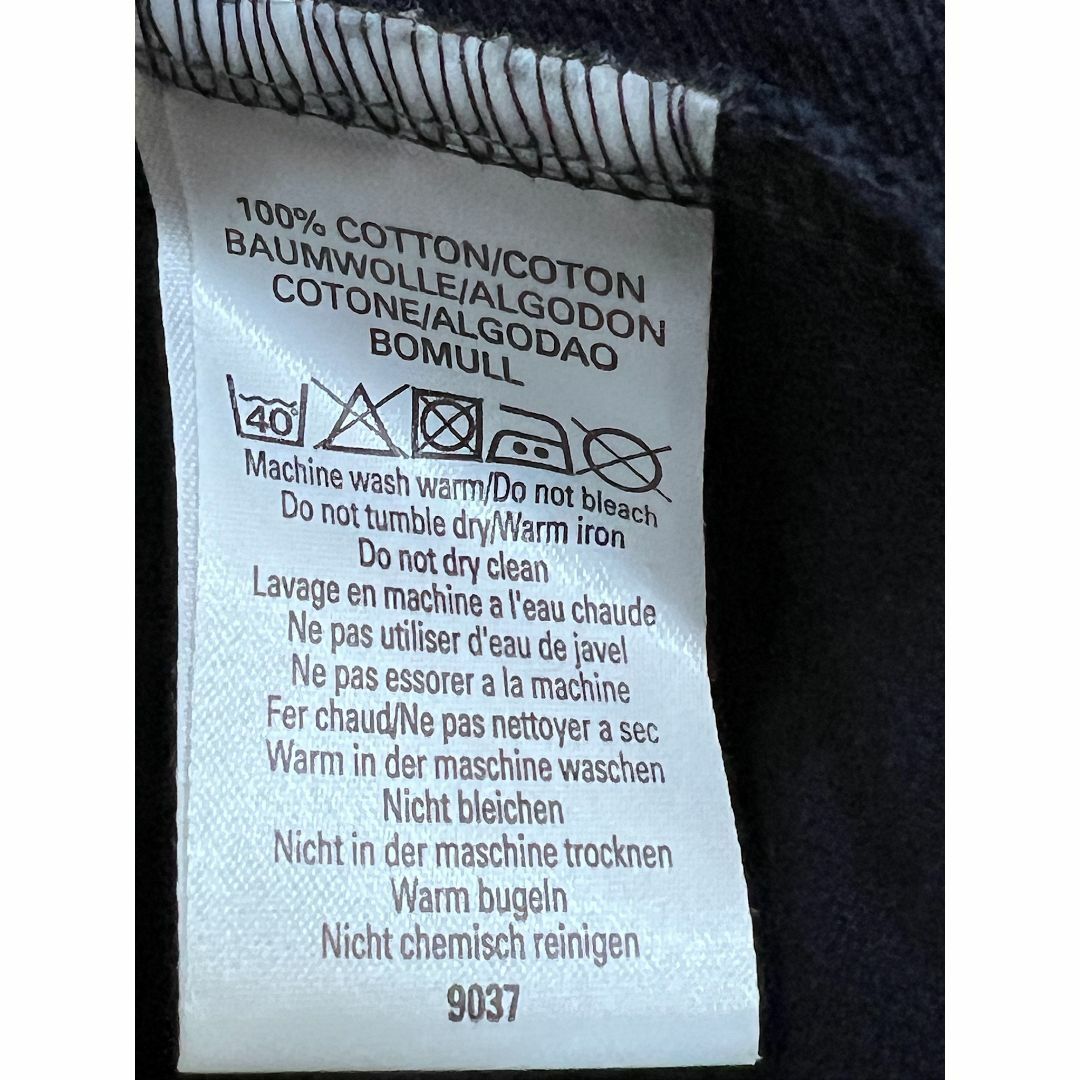 100% COTTON/COTON
BAUMWOLLE/ALGODON
COTONE/ALGODAO
BOMULL
40°
Machine wash warm/Do not bleach
Do not tumble dry/Warm iron
Do not dry clean
Lavage en machine a l'eau chaude
Ne pas utiliser d'eau de javel
Ne pas essorer a la machine
Fer chaud/Ne pas nettoyer a sec
Warm in der maschine waschen
Nicht bleichen
Nicht in der maschine trocknen
Warm bugeln
Nicht chemisch reinigen
9037